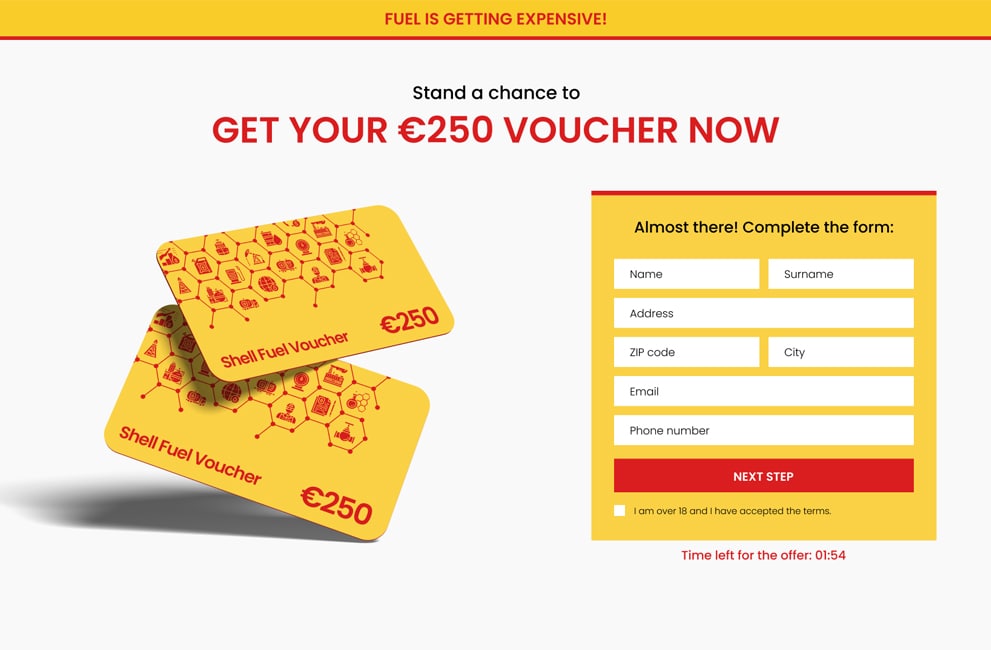 FUEL IS GETTING EXPENSIVE!
Stand a chance to
GET YOUR €250 VOUCHER NOW
€250
Shell Fuel Voucher
Shell Fuel Voucher
€250
Almost there! Complete the form:
Name
Surname
Address
ZIP code
City
Email
Phone number
NEXT STEP
I am over 18 and I have accepted the terms.
Time left for the offer: 01:54